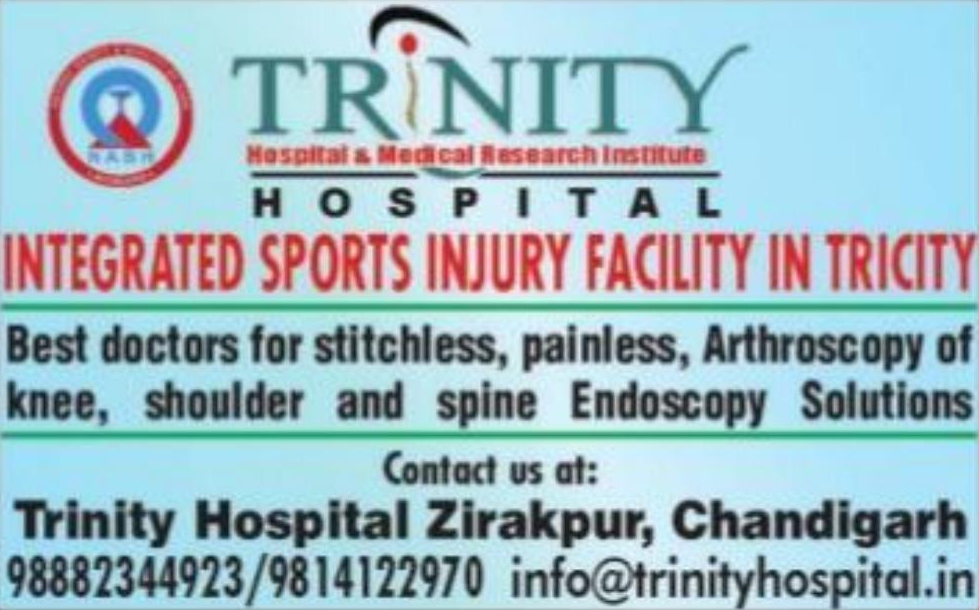 TRiNITY
Hospital & Medical Research Institute
HOSPITAL
INTEGRATED SPORTS INJURY FACILITY IN TRICITY
Best doctors for stitchless, painless, Arthroscopy of
knee, shoulder and spine Endoscopy Solutions
Contact us at:
Trinity Hospital Zirakpur, Chandigarh
98882344923/9814122970 info@trinityhospital.in